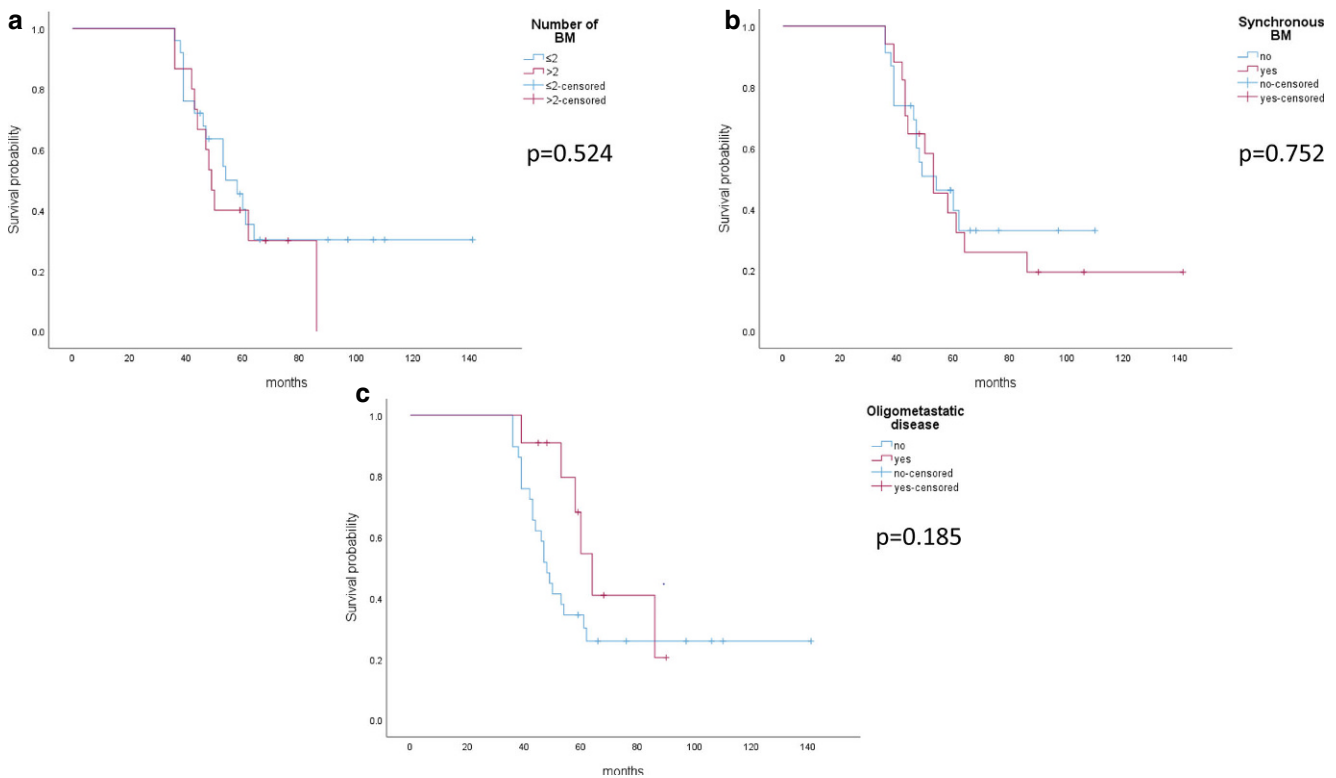 a
Number of
BM
≤2
>2
≤2-censored
>2-censored
p=0.524
Survival probability
1.0
0.8
0.6
0.4
0.2
0.0
0 20 40 60 80 100 120 140
months
b
Synchronous
BM
no
yes
no-censored
yes-censored
p=0.752
Survival probability
1.0
0.8
0.6
0.4
0.2
0.0
0 20 40 60 80 100 120 140
months
c
Oligometastatic
disease
no
yes
no-censored
yes-censored
p=0.185
Survival probability
1.0
0.8
0.6
0.4
0.2
0.0
0 20 40 60 80 100 120 140
months